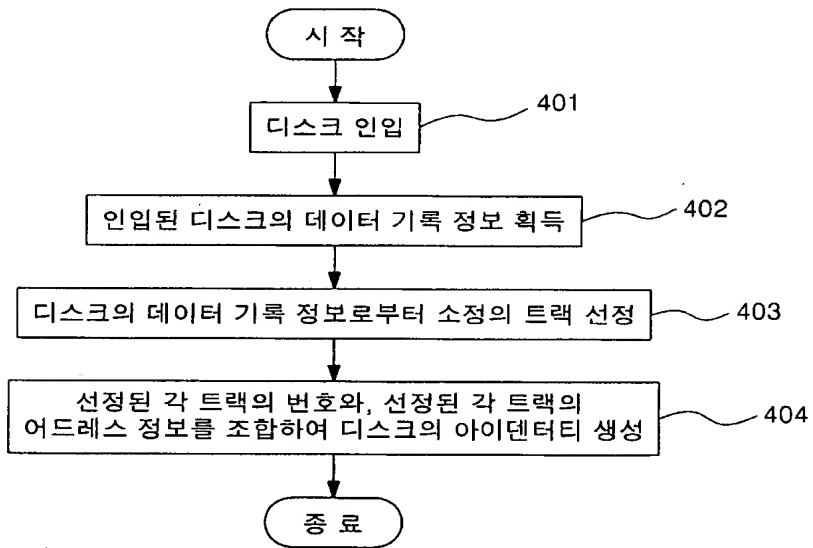 시 작
디스크 인입
401
인입된 디스크의 데이터 기록 정보 획득
402
디스크의 데이터 기록 정보로부터 소정의 트랙 선정
403
선정된 각 트랙의 번호와, 선정된 각 트랙의
어드레스 정보를 조합하여 디스크의 아이덴터티 생성
404
종 료